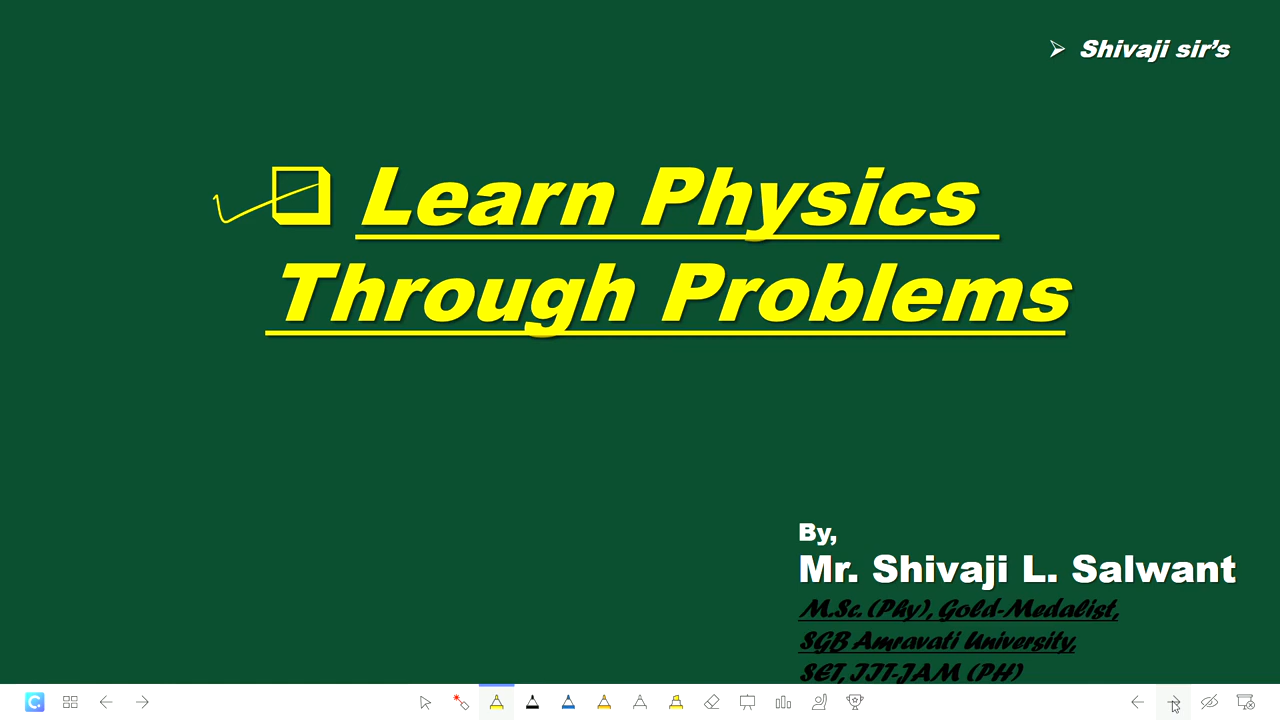 Shivaji sir's
Learn Physics
Through Problems
By,
Mr. Shivaji L. Salwant
M.Sc. (Phy), Gold-Medalist,
SGB Amravati University,
SET, IIT-JAM (PH)